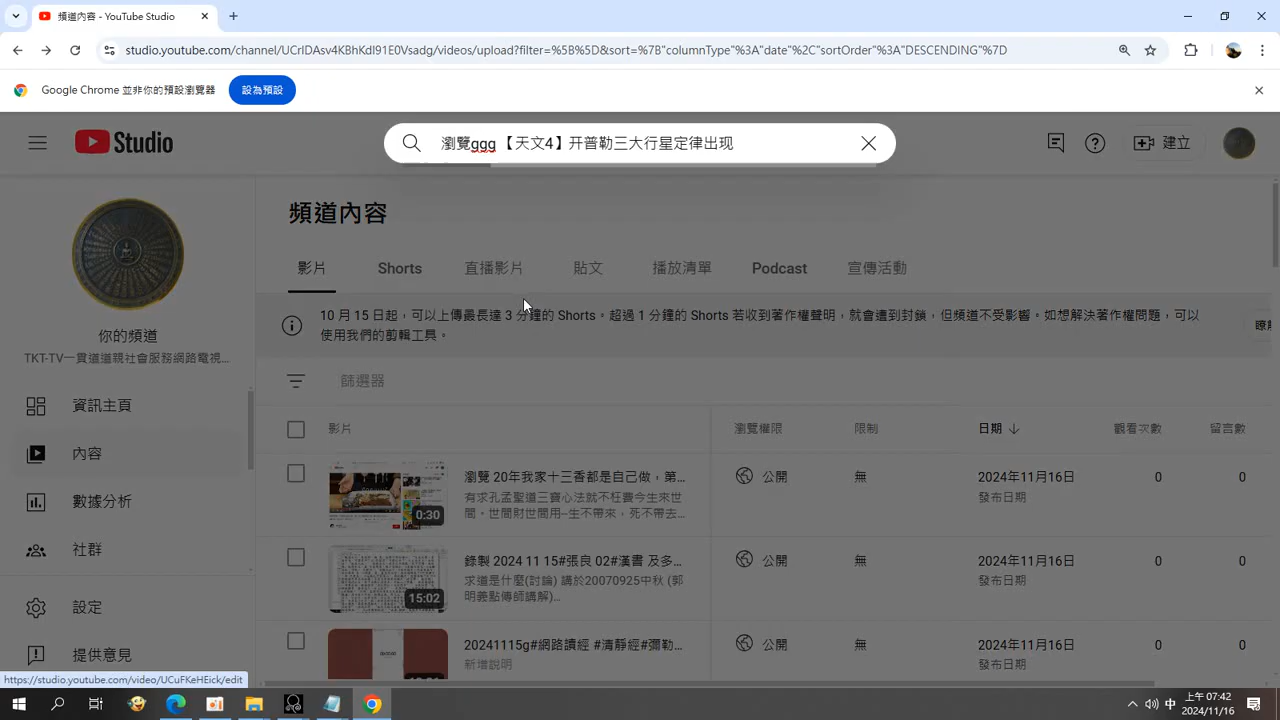 頻道內容 - YouTube Studio
studio.youtube.com/channel/UCrIDAsv4KBhKdI91E0Vsadg/videos/upload?filter=%5B%5D&sort=%7B"columnType"%3A"date"%2C"sortOrder"%3A"DESCENDING"%7D
Google Chrome 並非你的預設瀏覽器
設為預設
Studio
瀏覽ggg 【天文4】开普勒三大行星定律出现
建立
頻道內容
影片
Shorts
直播影片
貼文
播放清單
Podcast
宣傳活動
你的頻道
TKT-TV一貫道道親社會服務網路電視...
資訊主頁
內容
數據分析
社群
設定
提供意見
10 月 15 日起，可以上傳最長達 3 分鐘的 Shorts。超過 1 分鐘的 Shorts 若收到著作權聲明，就會遭到封鎖，但頻道不受影響。如想解決著作權問題，可以
使用我們的剪輯工具。
瞭解
篩選器
影片
瀏覽權限
限制
日期
觀看次數
留言數
瀏覽 20年我家十三香都是自己做，第...
有求孔孟聖道三寶心法就不枉費今生來世
間。世間財世間用─生不帶來，死不帶去...
0:30
公開
無
2024年11月16日
發布日期
0
0
錄製 2024 11 15#張良 02#漢書 及多...
求道是什麼(討論) 講於20070925中秋 (郭
明義點傳師講解)...
15:02
公開
無
2024年11月16日
發布日期
0
0
20241115g#網路讀經 #清靜經#彌勒...
新增說明
公開
無
2024年11月16日
發布日期
0
0
https://studio.youtube.com/video/UCuFKeHEick/edit
中
上午 07:42
2024/11/16